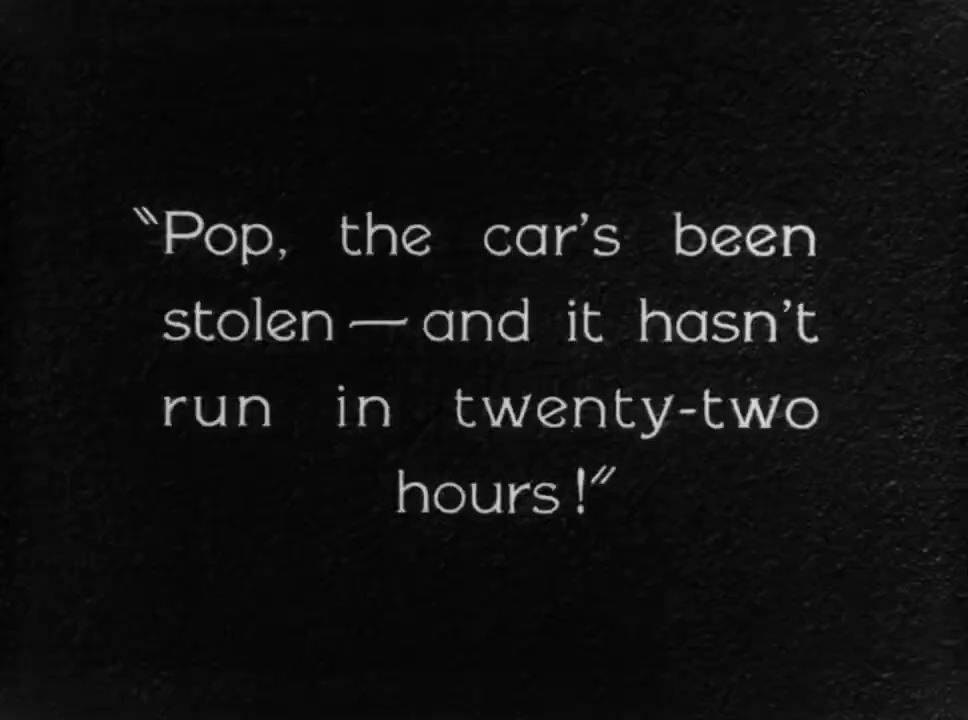 "Pop, the car's been
stolen — and it hasn't
run in twenty-two
hours!"